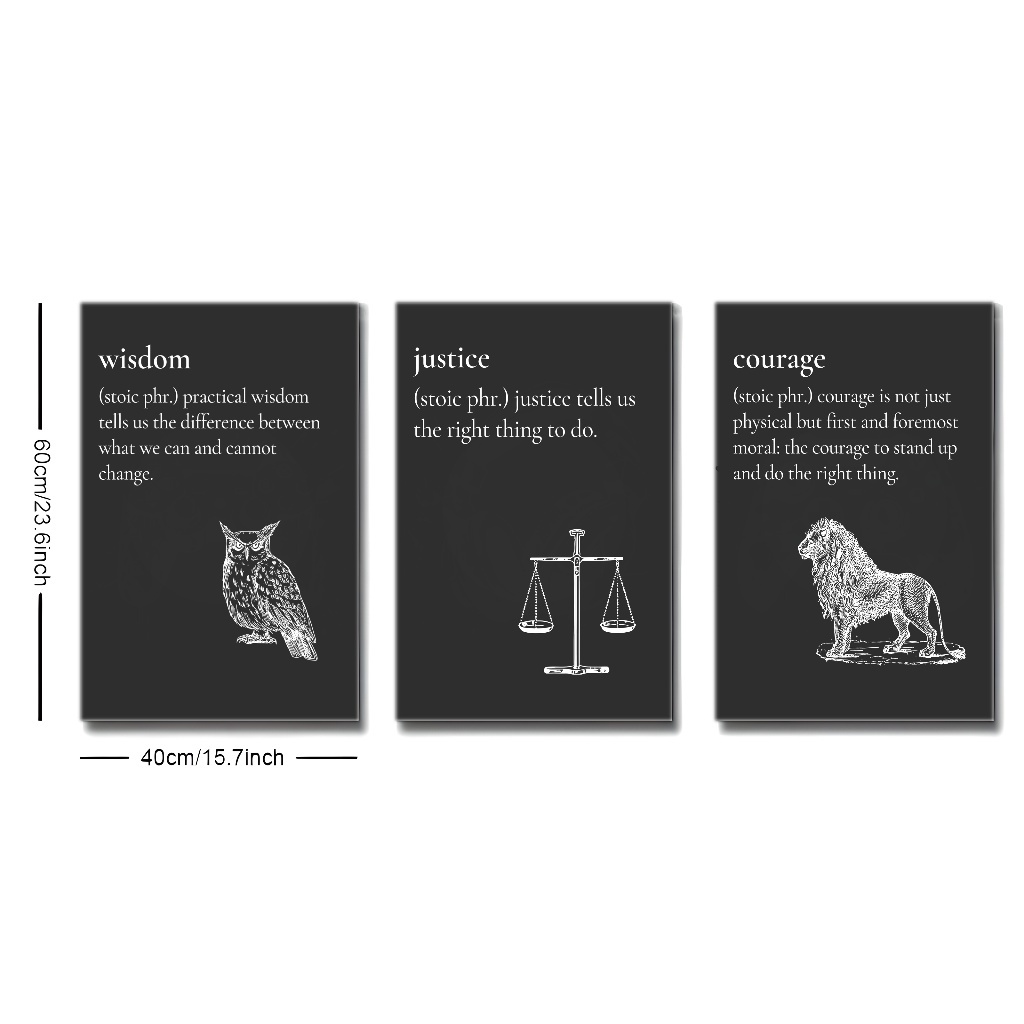 wisdom
(stoic phr.) practical wisdom
tells us the difference between
what we can and cannot
change.
justice
(stoic phr.) justice tells us
the right thing to do.
courage
(stoic phr.) courage is not just
physical but first and foremost
moral: the courage to stand up
and do the right thing.
60cm/23.6inch
40cm/15.7inch